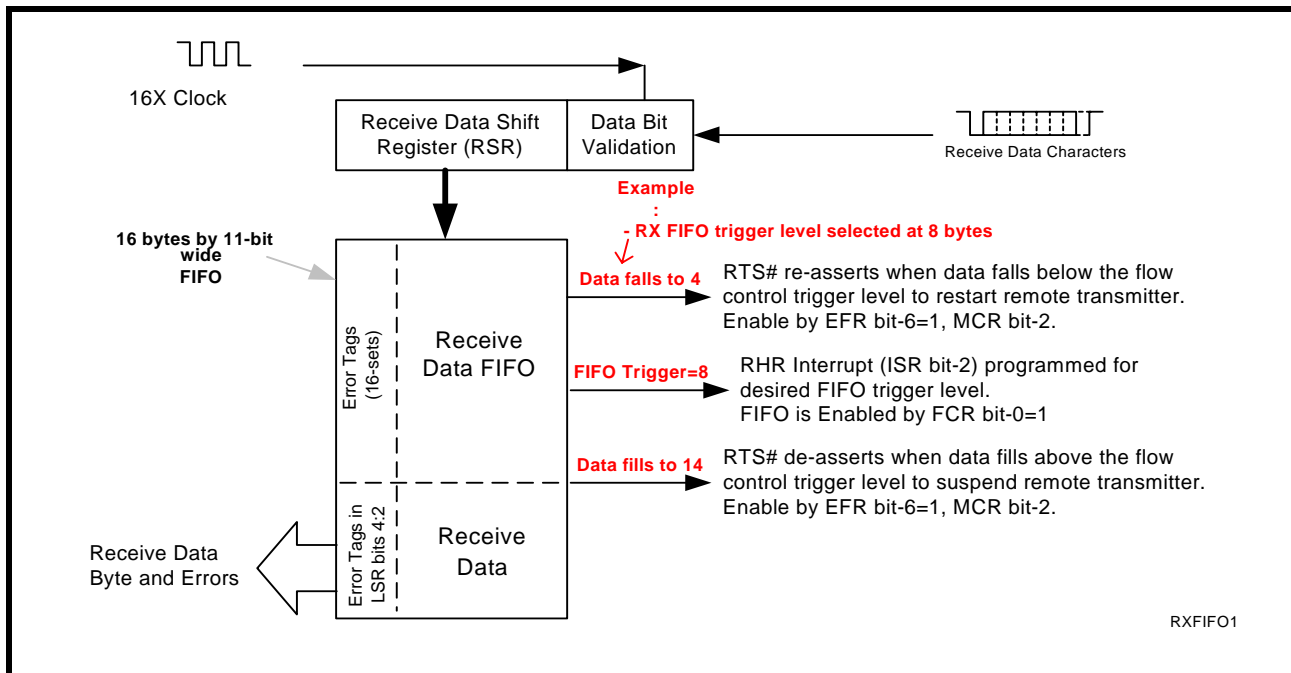 16X Clock
Receive Data Shift
Register (RSR)
Data Bit
Validation
Receive Data Characters
Example
:
- RX FIFO trigger level selected at 8 bytes
16 bytes by 11-bit
wide
FIFO
Data falls to 4
RTS# re-asserts when data falls below the flow
control trigger level to restart remote transmitter.
Enable by EFR bit-6=1, MCR bit-2.
Error Tags
(16-sets)
Receive
Data FIFO
FIFO Trigger=8
RHR Interrupt (ISR bit-2) programmed for
desired FIFO trigger level.
FIFO is Enabled by FCR bit-0=1
Data fills to 14
RTS# de-asserts when data fills above the flow
control trigger level to suspend remote transmitter.
Enable by EFR bit-6=1, MCR bit-2.
Error Tags in
LSR bits 4:2
Receive
Data
Receive Data
Byte and Errors
RXFIFO1